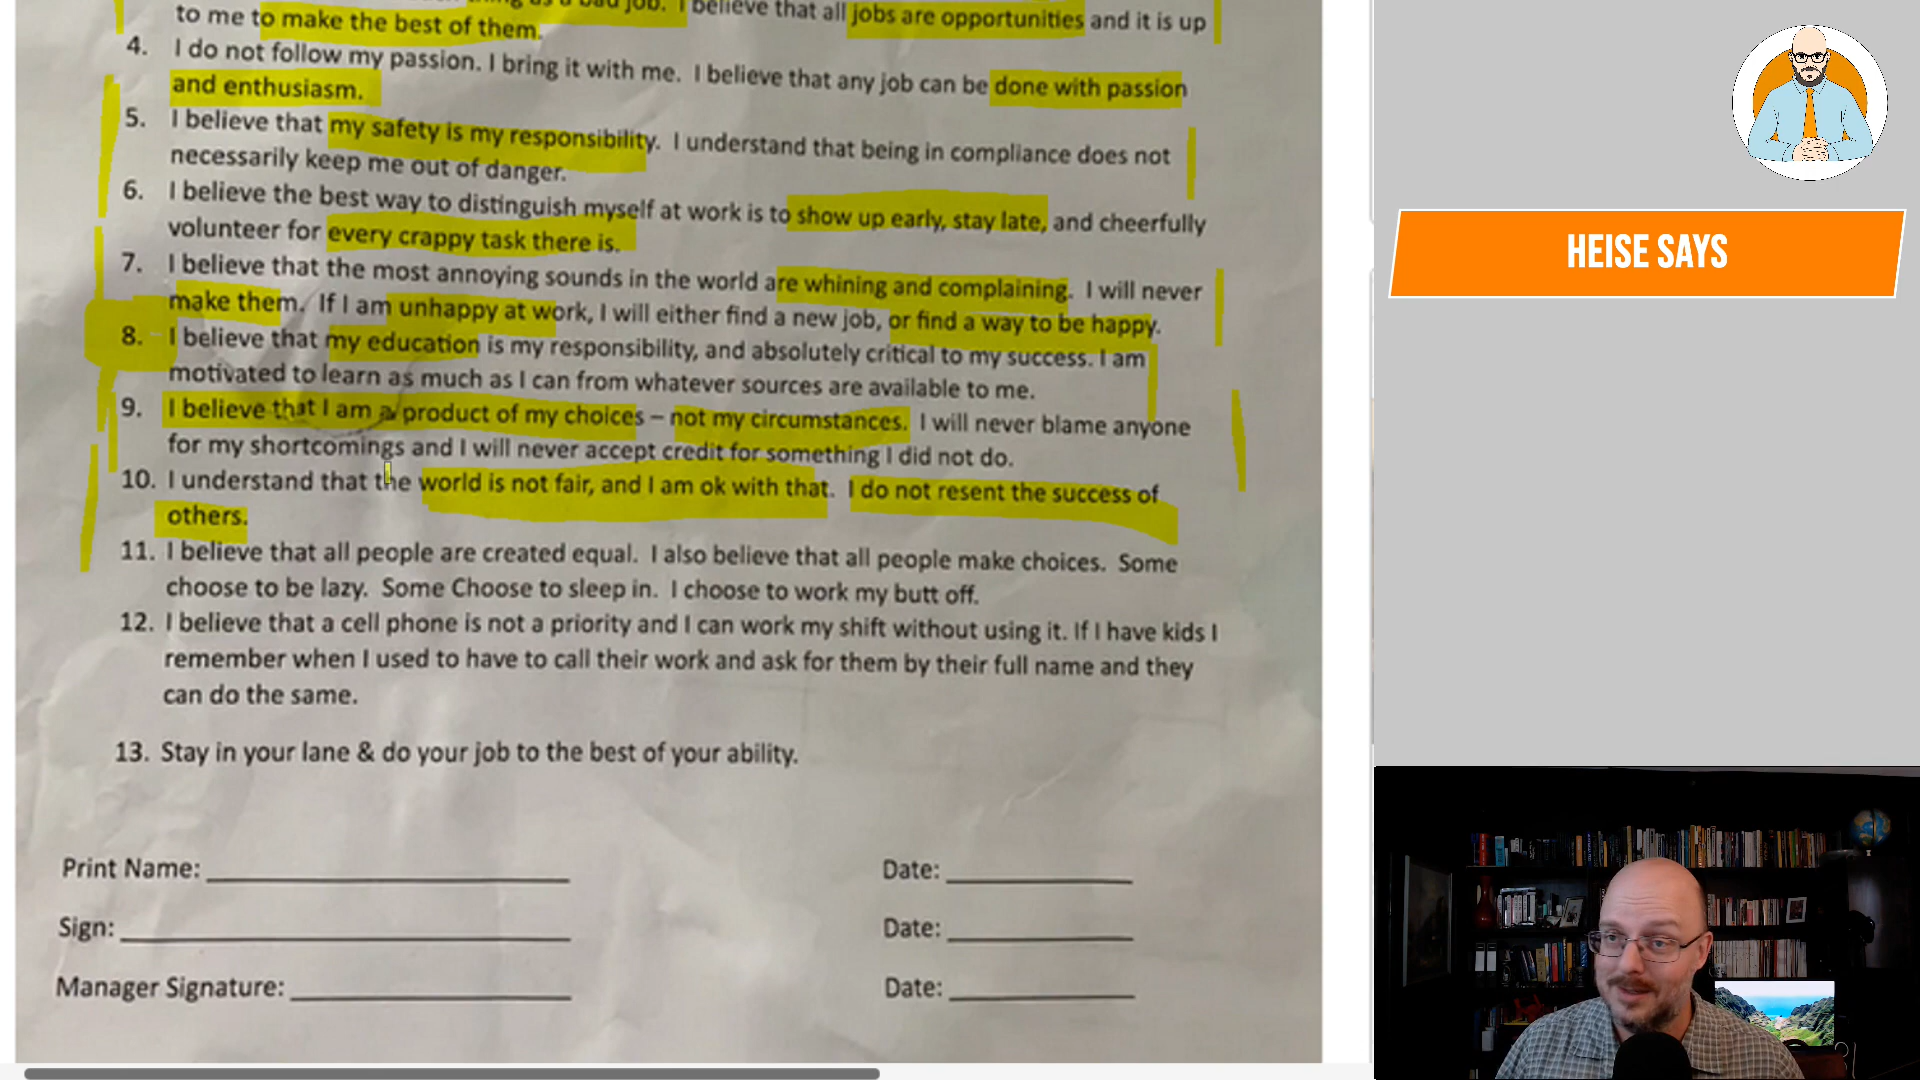 bad job. I believe that all jobs are opportunities and it is up
to me to make the best of them.
4. I do not follow my passion. I bring it with me. I believe that any job can be done with passion
and enthusiasm.
5. I believe that my safety is my responsibility. I understand that being in compliance does not
necessarily keep me out of danger.
6. I believe the best way to distinguish myself at work is to show up early, stay late, and cheerfully
volunteer for every crappy task there is.
7. I believe that the most annoying sounds in the world are whining and complaining. I will never
make them. If I am unhappy at work, I will either find a new job, or find a way to be happy.
8. I believe that my education is my responsibility, and absolutely critical to my success. I am
motivated to learn as much as I can from whatever sources are available to me.
9. I believe that I am a product of my choices – not my circumstances. I will never blame anyone
for my shortcomings and I will never accept credit for something I did not do.
10. I understand that the world is not fair, and I am ok with that. I do not resent the success of
others.
11. I believe that all people are created equal. I also believe that all people make choices. Some
choose to be lazy. Some Choose to sleep in. I choose to work my butt off.
12. I believe that a cell phone is not a priority and I can work my shift without using it. If I have kids I
remember when I used to have to call their work and ask for them by their full name and they
can do the same.
13. Stay in your lane & do your job to the best of your ability.
Print Name: Date:
Sign: Date:
Manager Signature: Date:
HEISE SAYS